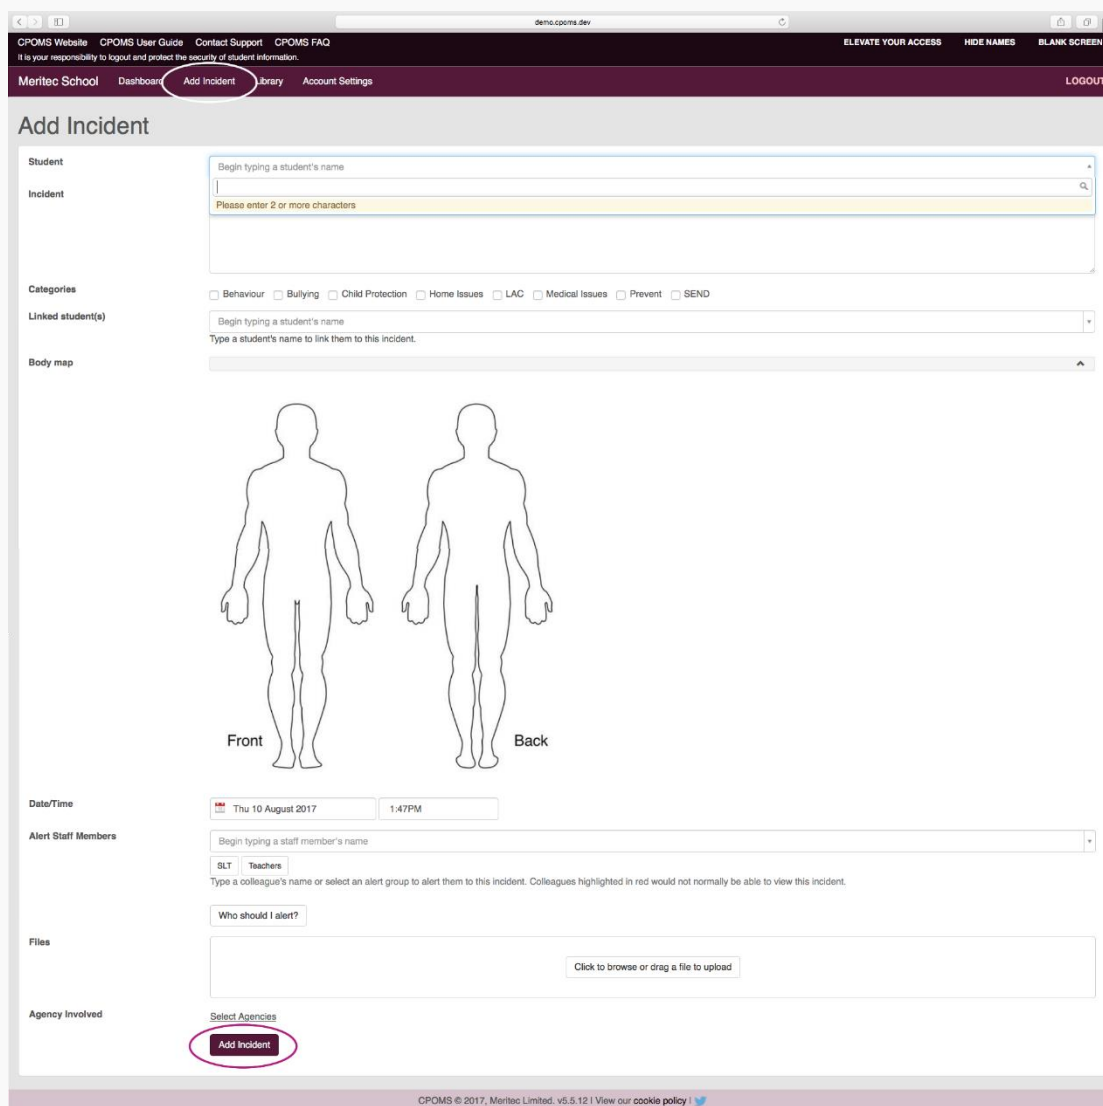 demo.cpoms.dev
CPOMS Website CPOMS User Guide Contact Support CPOMS FAQ ELEVATE YOUR ACCESS HIDE NAMES BLANK SCREEN
It is your responsibility to logout and protect the security of student information.
Meritec School Dashboard Add Incident Library Account Settings LOGOUT
Add Incident
Student Begin typing a student's name
Incident
Please enter 2 or more characters
Categories Behaviour Bullying Child Protection Home Issues LAC Medical Issues Prevent SEND
Linked student(s) Begin typing a student's name
Type a student's name to link them to this incident.
Body map
Front Back
Date/Time Thu 10 August 2017 1:47PM
Alert Staff Members Begin typing a staff member's name
SLT Teachers
Type a colleague's name or select an alert group to alert them to this incident. Colleagues highlighted in red would not normally be able to view this incident.
Who should I alert?
Files
Click to browse or drag a file to upload
Agency Involved Select Agencies
Add Incident
CPOMS © 2017, Meritec Limited. v5.5.12 | View our cookie policy |